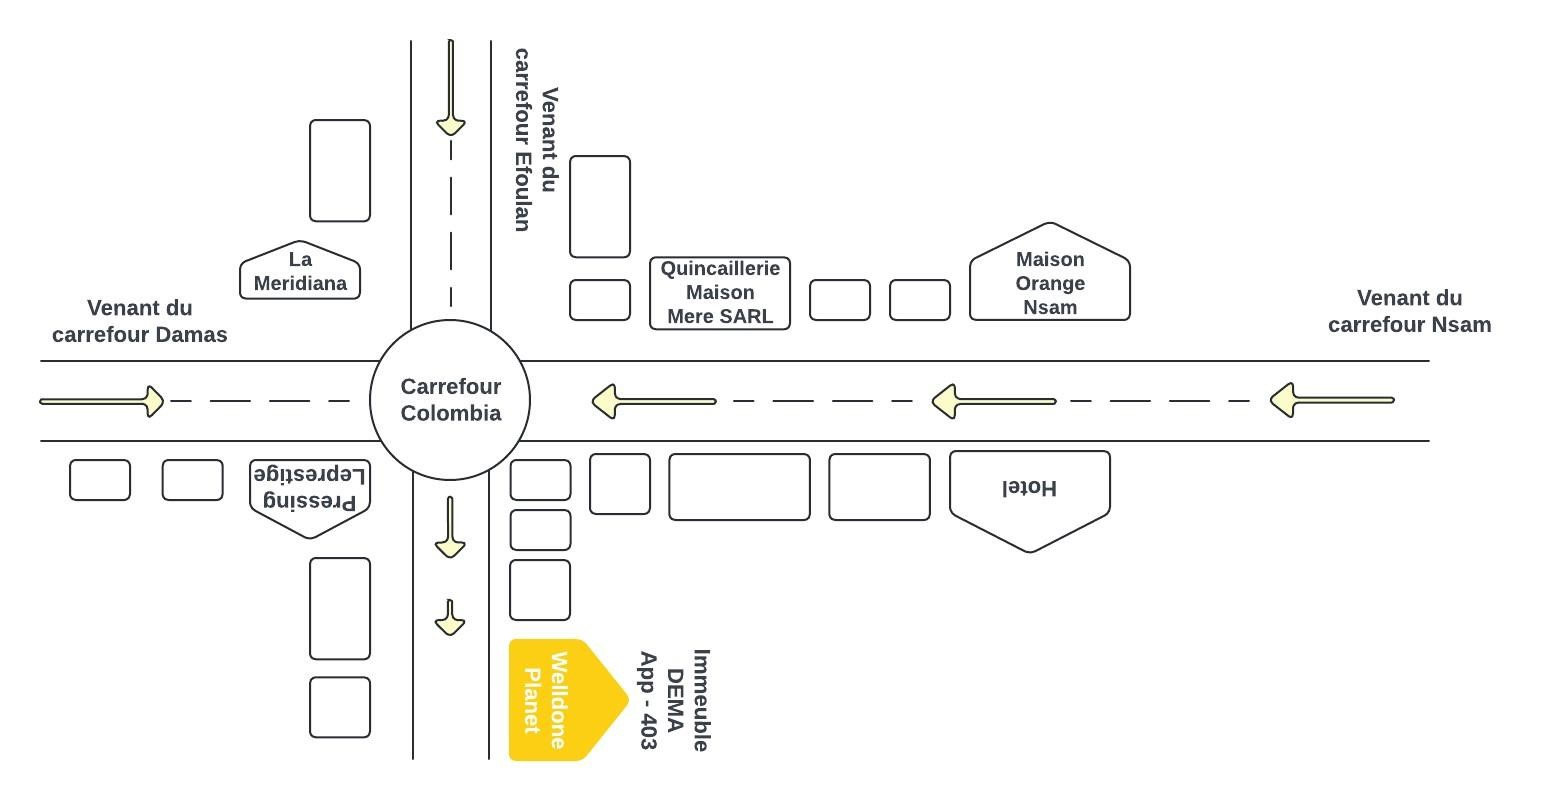 Venant du
carrefour Efoulan
La
Meridiana
Quincaillerie
Maison
Mere SARL
Maison
Orange
Nsam
Venant du
carrefour Damas
Venant du
carrefour Nsam
Carrefour
Colombia
Pressing
Leprestige
Hotel
Welldone
Planet
Immeuble
DEMA
App - 403